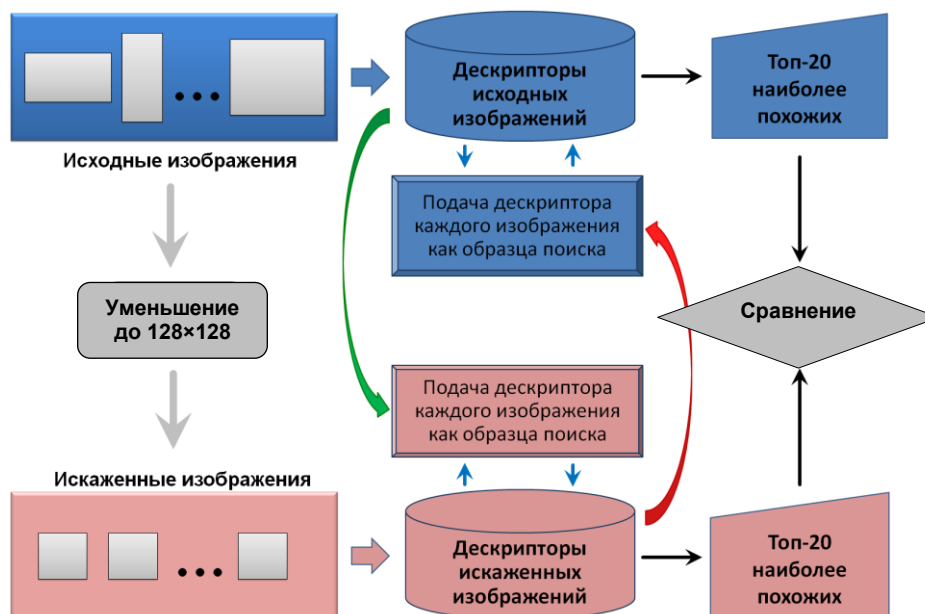 Дескрипторы
исходных
изображений
Топ-20
наиболее
похожих
Исходные изображения
Подача дескриптора
каждого изображения
как образца поиска
Уменьшение
до 128×128
Сравнение
Подача дескриптора
каждого изображения
как образца поиска
Искаженные изображения
Дескрипторы
искаженных
изображений
Топ-20
наиболее
похожих